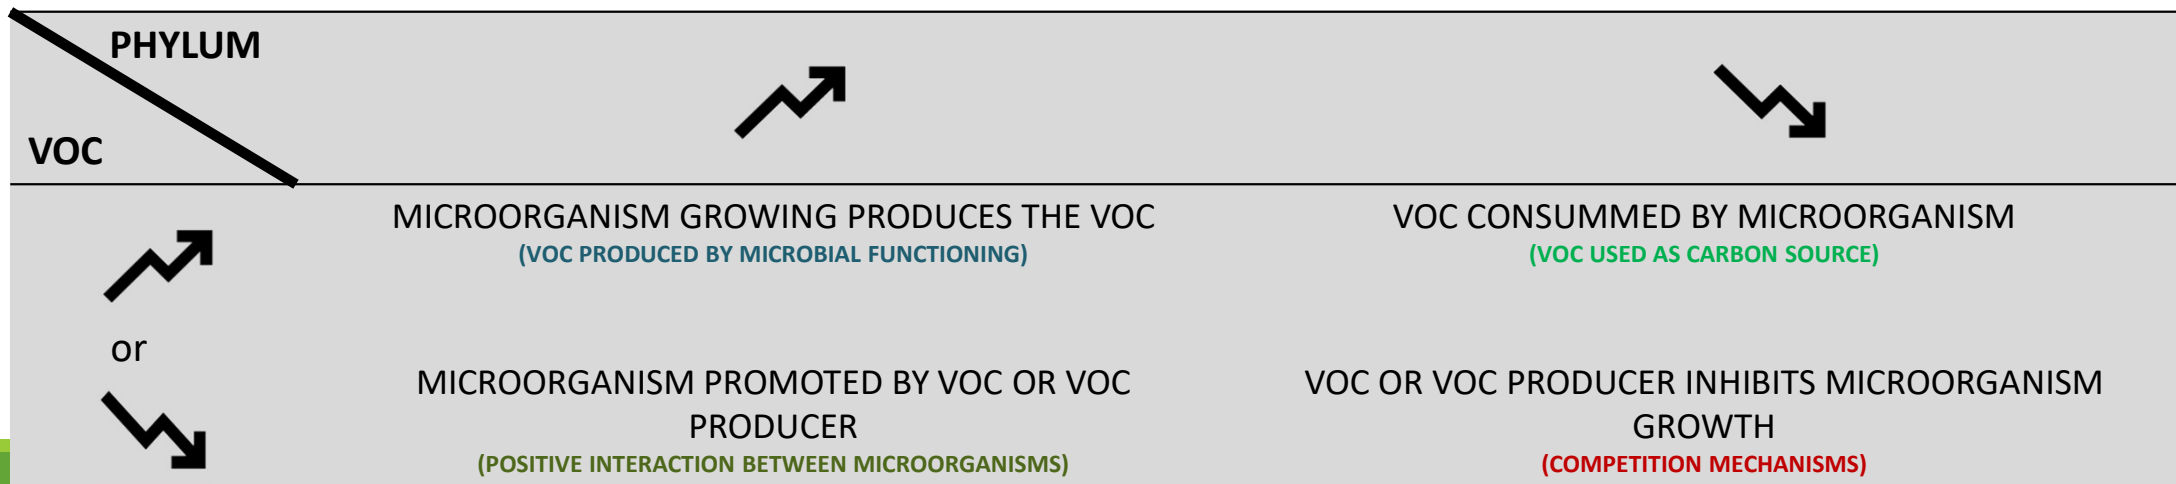 PHYLUM
VOC
MICROORGANISM GROWING PRODUCES THE VOC
(VOC PRODUCED BY MICROBIAL FUNCTIONING)
VOC CONSUMMED BY MICROORGANISM
(VOC USED AS CARBON SOURCE)
or
MICROORGANISM PROMOTED BY VOC OR VOC
PRODUCER
(POSITIVE INTERACTION BETWEEN MICROORGANISMS)
VOC OR VOC PRODUCER INHIBITS MICROORGANISM
GROWTH
(COMPETITION MECHANISMS)